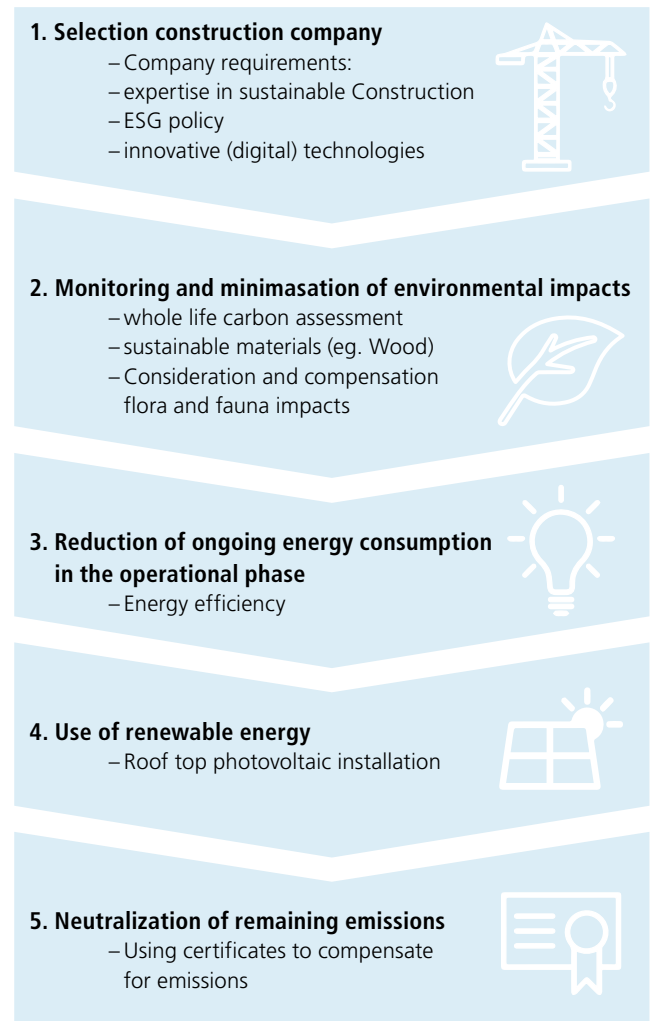 1. Selection construction company
– Company requirements:
– expertise in sustainable Construction
– ESG policy
– innovative (digital) technologies
2. Monitoring and minimasation of environmental impacts
– whole life carbon assessment
– sustainable materials (eg. Wood)
– Consideration and compensation
flora and fauna impacts
3. Reduction of ongoing energy consumption
in the operational phase
– Energy efficiency
4. Use of renewable energy
– Roof top photovoltaic installation
5. Neutralization of remaining emissions
– Using certificates to compensate
for emissions